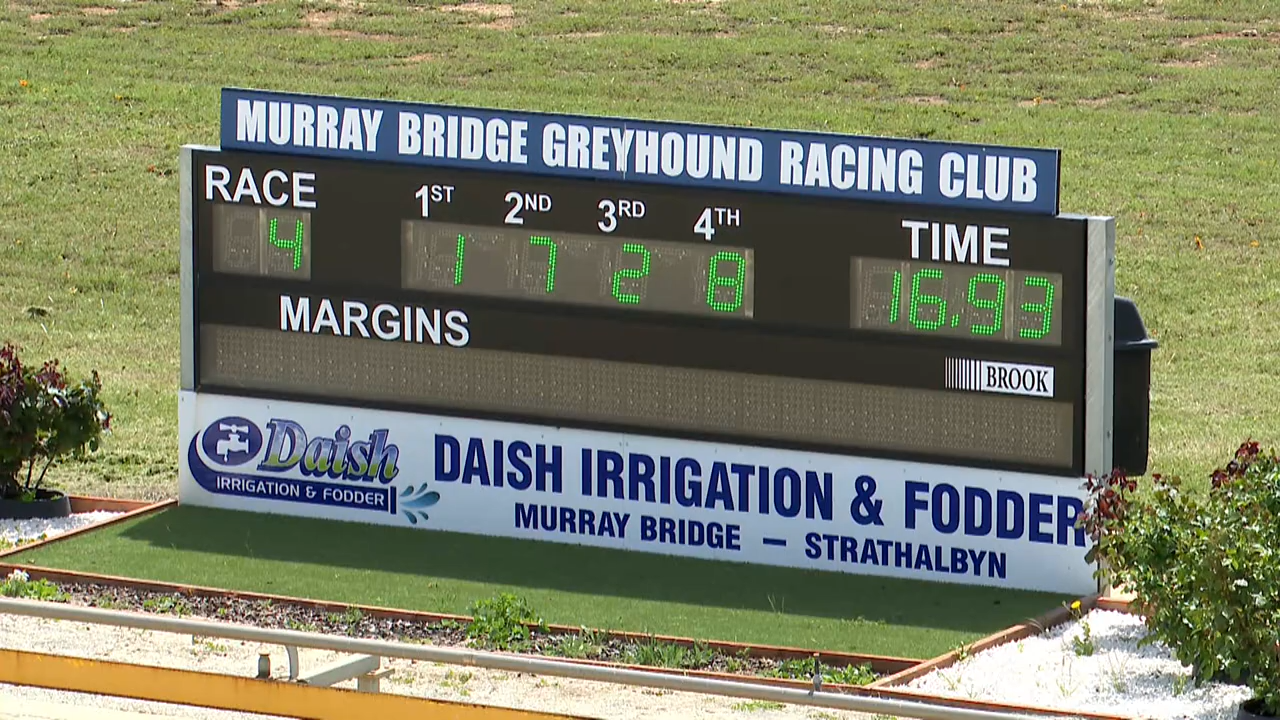 MURRAY BRIDGE GREYHOUND RACING CLUB
RACE 1ST 2ND 3RD 4TH TIME
4 1 7 2 8 16.93
MARGINS
BROOK
Daish
IRRIGATION & FODDER
DAISH IRRIGATION & FODDER
MURRAY BRIDGE – STRATHALBYN